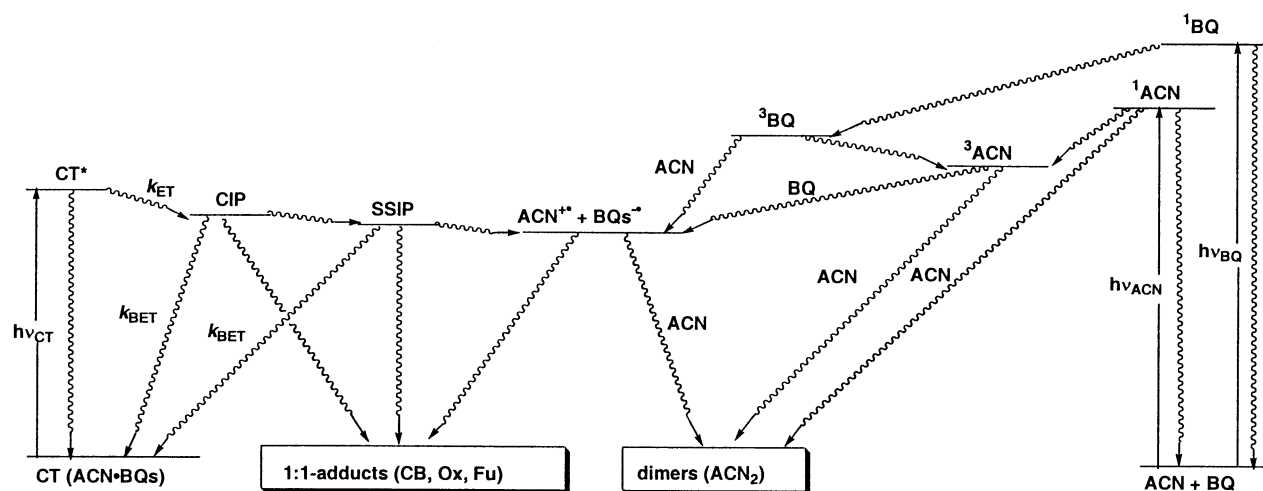 ¹BQ
¹ACN
³BQ
³ACN
ACN
BQ
CT*
k_ET
CIP
SSIP
ACN⁺• + BQs⁻•
hν_BQ
ACN
ACN
hν_ACN
k_BET
k_BET
ACN
hν_CT
CT (ACN•BQs)
1:1-adducts (CB, Ox, Fu)
dimers (ACN₂)
ACN + BQ